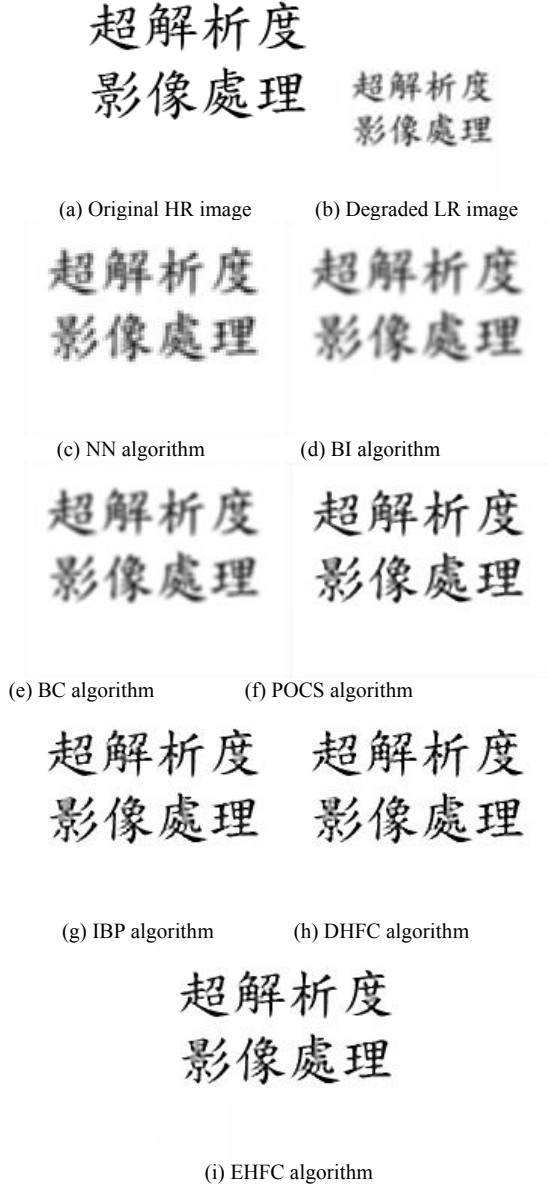 超解析度
影像處理
超解析度
影像處理
(a) Original HR image
(b) Degraded LR image
超解析度
影像處理
超解析度
影像處理
(c) NN algorithm
(d) BI algorithm
超解析度
影像處理
超解析度
影像處理
(e) BC algorithm
(f) POCS algorithm
超解析度
影像處理
超解析度
影像處理
(g) IBP algorithm
(h) DHFC algorithm
超解析度
影像處理
(i) EHFC algorithm